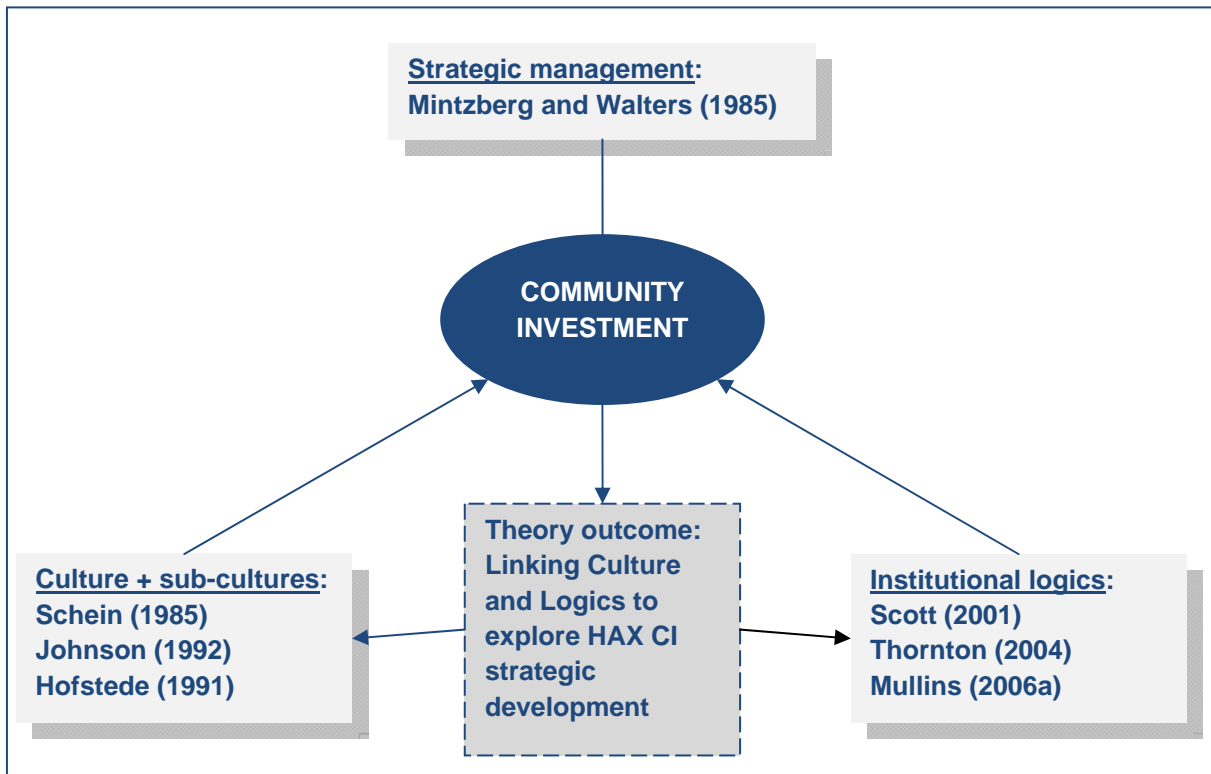 Strategic management:
Mintzberg and Walters (1985)
COMMUNITY
INVESTMENT
Culture + sub-cultures:
Schein (1985)
Johnson (1992)
Hofstede (1991)
Theory outcome:
Linking Culture
and Logics to
explore HAX CI
strategic
development
Institutional logics:
Scott (2001)
Thornton (2004)
Mullins (2006a)